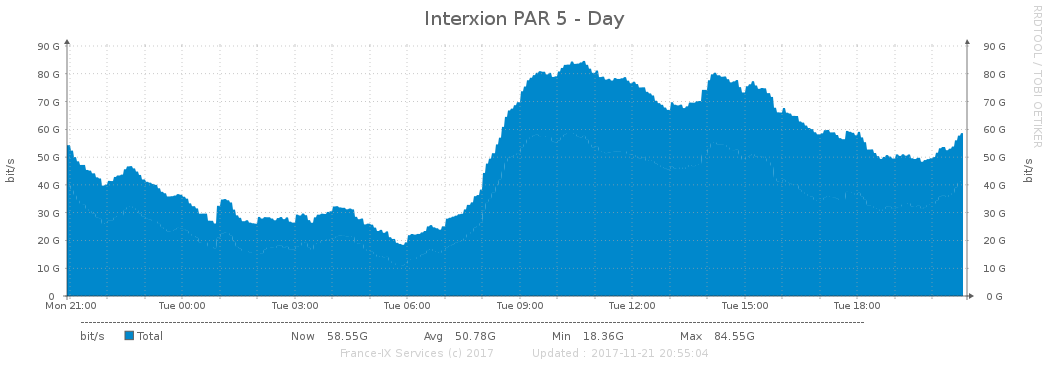 Interxion PAR 5 - Day
RRDTOOL / TOBI OETIKER
90 G 90 G
80 G 80 G
70 G 70 G
60 G 60 G
50 G 50 G
bit/s bit/s
40 G 40 G
30 G 30 G
20 G 20 G
10 G 10 G
0 0 G
Mon 21:00 Tue 00:00 Tue 03:00 Tue 06:00 Tue 09:00 Tue 12:00 Tue 15:00 Tue 18:00
bit/s Total Now 58.55G Avg 50.78G Min 18.36G Max 84.55G
France-IX Services (c) 2017 Updated : 2017-11-21 20:55:04